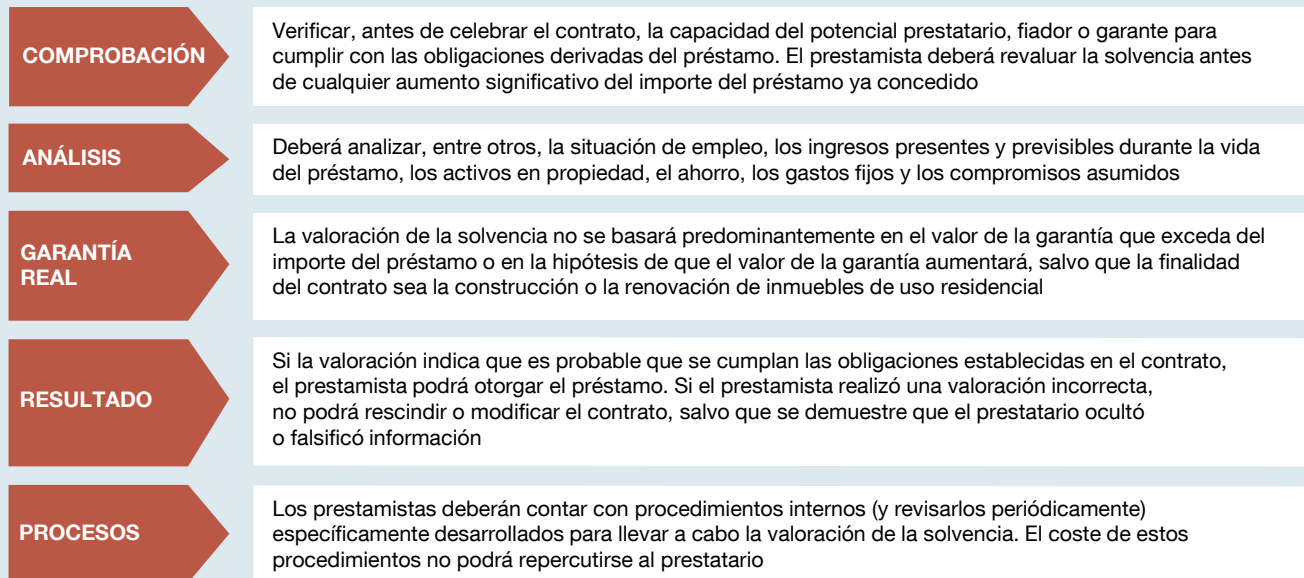 COMPROBACIÓN
Verificar, antes de celebrar el contrato, la capacidad del potencial prestatario, fiador o garante para
cumplir con las obligaciones derivadas del préstamo. El prestamista deberá revaluar la solvencia antes
de cualquier aumento significativo del importe del préstamo ya concedido
ANÁLISIS
Deberá analizar, entre otros, la situación de empleo, los ingresos presentes y previsibles durante la vida
del préstamo, los activos en propiedad, el ahorro, los gastos fijos y los compromisos asumidos
GARANTÍA
REAL
La valoración de la solvencia no se basará predominantemente en el valor de la garantía que exceda del
importe del préstamo o en la hipótesis de que el valor de la garantía aumentará, salvo que la finalidad
del contrato sea la construcción o la renovación de inmuebles de uso residencial
RESULTADO
Si la valoración indica que es probable que se cumplan las obligaciones establecidas en el contrato,
el prestamista podrá otorgar el préstamo. Si el prestamista realizó una valoración incorrecta,
no podrá rescindir o modificar el contrato, salvo que se demuestre que el prestatario ocultó
o falsificó información
PROCESOS
Los prestamistas deberán contar con procedimientos internos (y revisarlos periódicamente)
específicamente desarrollados para llevar a cabo la valoración de la solvencia. El coste de estos
procedimientos no podrá repercutirse al prestatario